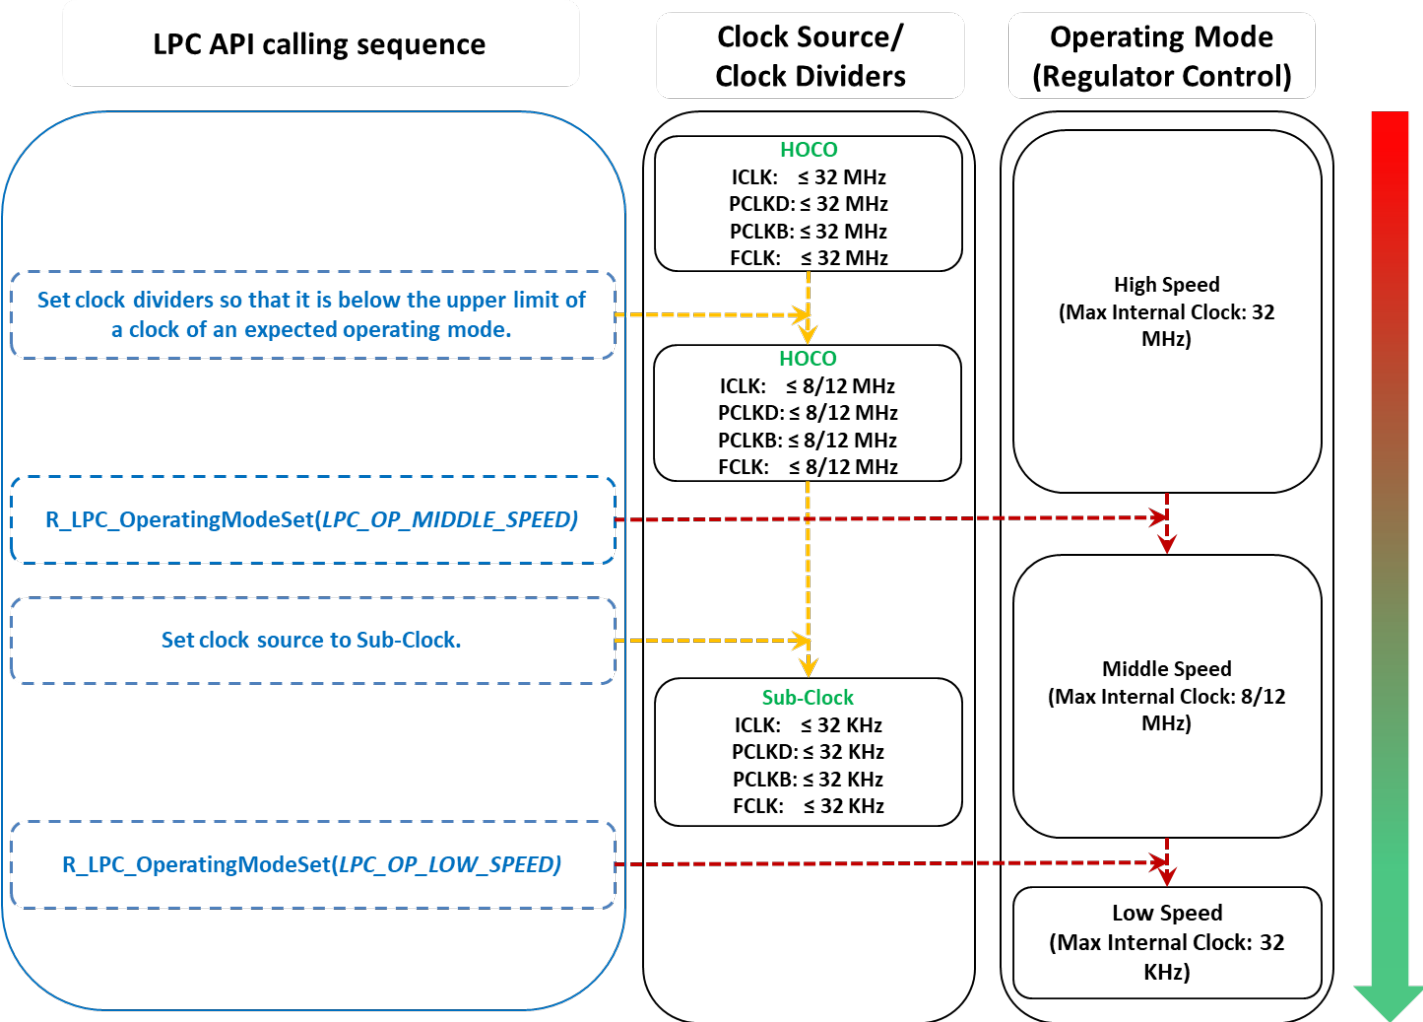 LPC API calling sequence
Clock Source/
Clock Dividers
Operating Mode
(Regulator Control)
Set clock dividers so that it is below the upper limit of
a clock of an expected operating mode.
R_LPC_OperatingModeSet(LPC_OP_MIDDLE_SPEED)
Set clock source to Sub-Clock.
R_LPC_OperatingModeSet(LPC_OP_LOW_SPEED)
HOCO
ICLK: ≤ 32 MHz
PCLKD: ≤ 32 MHz
PCLKB: ≤ 32 MHz
FCLK: ≤ 32 MHz
HOCO
ICLK: ≤ 8/12 MHz
PCLKD: ≤ 8/12 MHz
PCLKB: ≤ 8/12 MHz
FCLK: ≤ 8/12 MHz
Sub-Clock
ICLK: ≤ 32 KHz
PCLKD: ≤ 32 KHz
PCLKB: ≤ 32 KHz
FCLK: ≤ 32 KHz
High Speed
(Max Internal Clock: 32
MHz)
Middle Speed
(Max Internal Clock: 8/12
MHz)
Low Speed
(Max Internal Clock: 32
KHz)